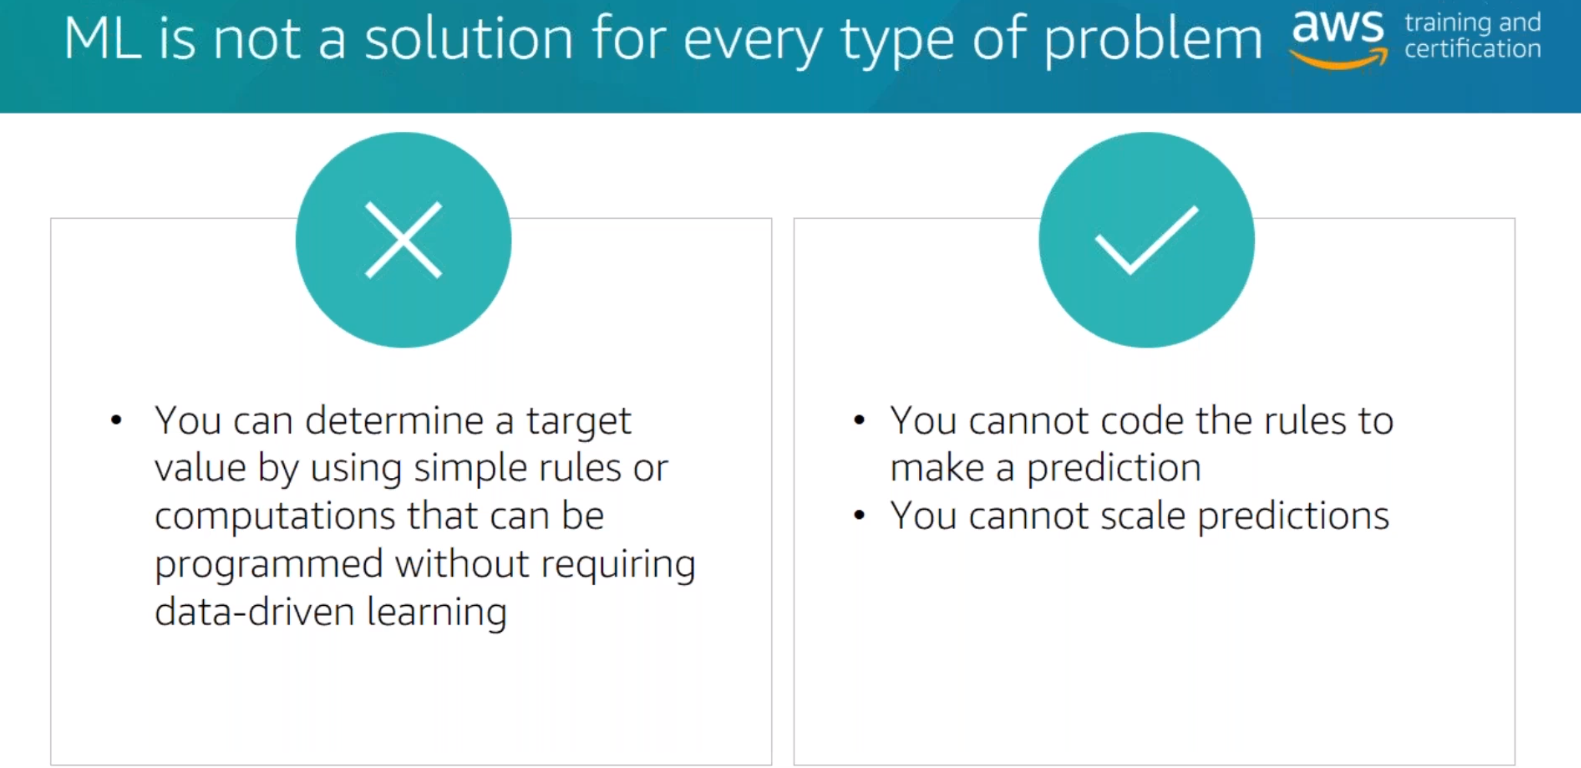 ML is not a solution for every type of problem
aws
training and
certification
• You can determine a target
value by using simple rules or
computations that can be
programmed without requiring
data-driven learning
• You cannot code the rules to
make a prediction
• You cannot scale predictions